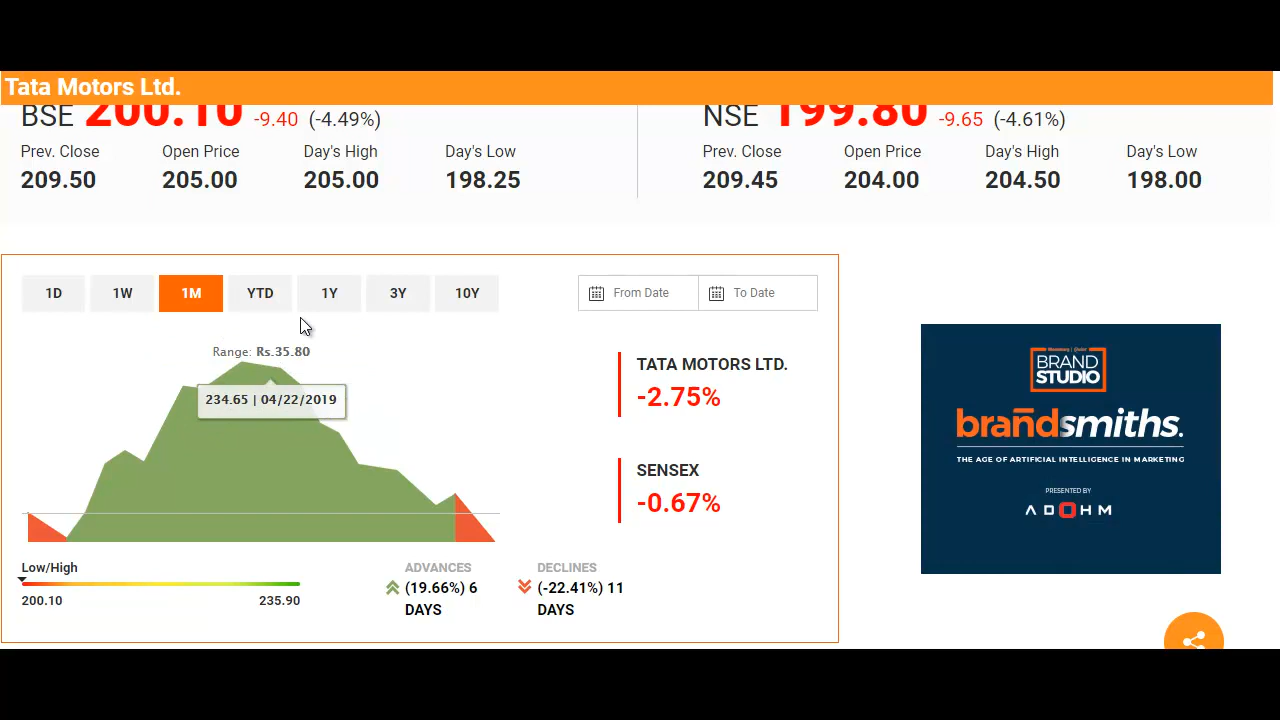 Tata Motors Ltd.
BSE 200.10 -9.40 (-4.49%)
NSE 199.80 -9.65 (-4.61%)
Prev. Close Open Price Day's High Day's Low
209.50 205.00 205.00 198.25
Prev. Close Open Price Day's High Day's Low
209.45 204.00 204.50 198.00
1D 1W 1M YTD 1Y 3Y 10Y
From Date To Date
Range: Rs.35.80
234.65 | 04/22/2019
TATA MOTORS LTD.
-2.75%
SENSEX
-0.67%
Low/High
200.10 235.90
ADVANCES
(19.66%) 6
DAYS
DECLINES
(-22.41%) 11
DAYS
BRAND
STUDIO
brandsmiths.
THE AGE OF ARTIFICIAL INTELLIGENCE IN MARKETING
PRESENTED BY
ADOHM